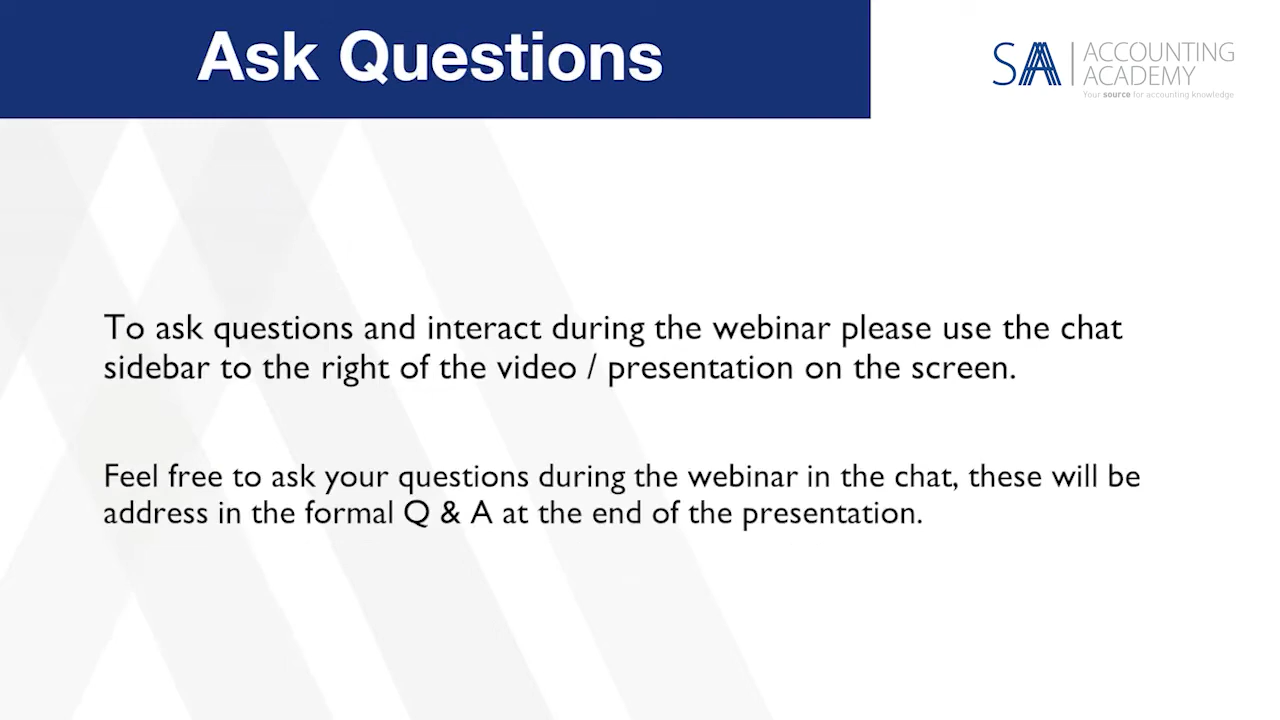 Ask Questions
SA
ACCOUNTING
ACADEMY
Your source for accounting knowledge
To ask questions and interact during the webinar please use the chat
sidebar to the right of the video / presentation on the screen.
Feel free to ask your questions during the webinar in the chat, these will be
address in the formal Q & A at the end of the presentation.